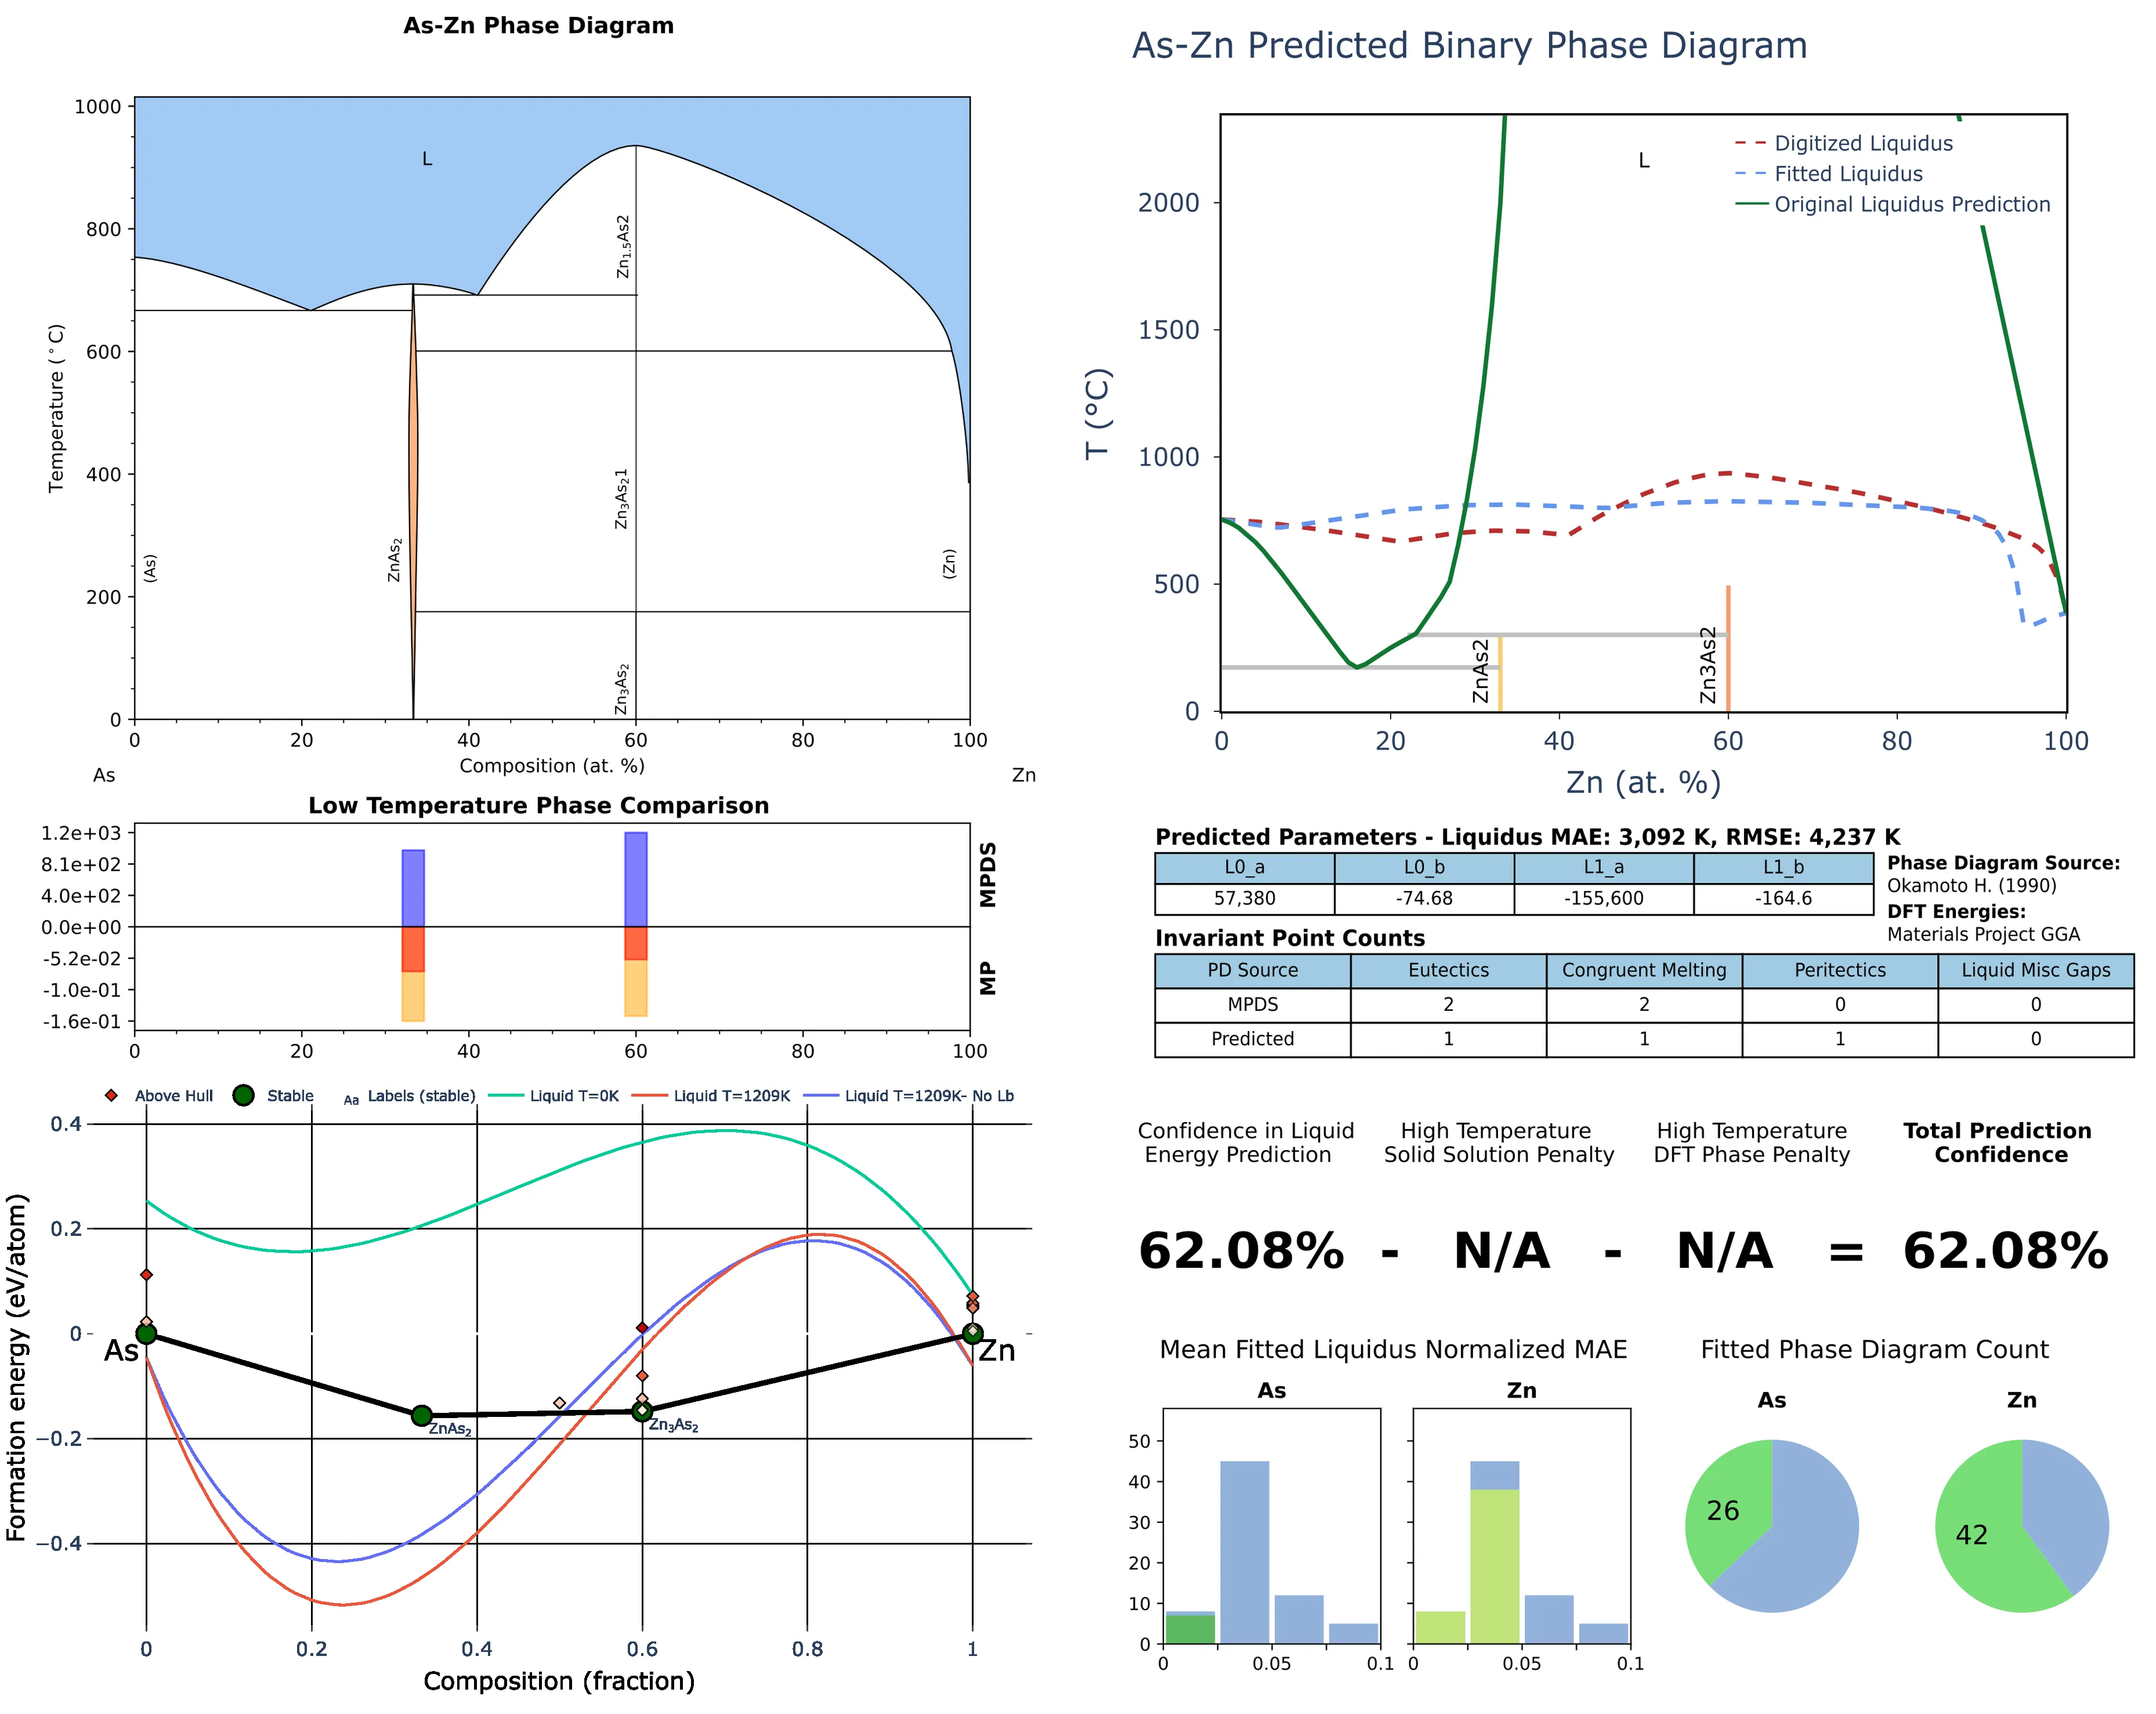 As-Zn Phase Diagram
1000
800
600
400
200
0
Temperature (°C)
L
(As)
ZnAs2
Zn1.5As2
Zn3As21
Zn3As2
(Zn)
0 20 40 60 80 100
Composition (at. %)
As Zn
Low Temperature Phase Comparison
1.2e+03
8.1e+02
4.0e+02
0.0e+00
-5.2e-02
-1.0e-01
-1.6e-01
MPDS
MP
0 20 40 60 80 100
Above Hull Stable Aa Labels (stable) Liquid T=0K Liquid T=1209K Liquid T=1209K- No Lb
0.4
0.2
0
−0.2
−0.4
Formation energy (eV/atom)
As
ZnAs2
Zn3As2
Zn
0 0.2 0.4 0.6 0.8 1
Composition (fraction)
As-Zn Predicted Binary Phase Diagram
L
Digitized Liquidus
Fitted Liquidus
Original Liquidus Prediction
2000
1500
1000
500
0
T (°C)
ZnAs2
Zn3As2
0 20 40 60 80 100
Zn (at. %)
Predicted Parameters - Liquidus MAE: 3,092 K, RMSE: 4,237 K
L0_a L0_b L1_a L1_b
57,380 -74.68 -155,600 -164.6
Phase Diagram Source:
Okamoto H. (1990)
DFT Energies:
Materials Project GGA
Invariant Point Counts
PD Source Eutectics Congruent Melting Peritectics Liquid Misc Gaps
MPDS 2 2 0 0
Predicted 1 1 1 0
Confidence in Liquid
Energy Prediction
High Temperature
Solid Solution Penalty
High Temperature
DFT Phase Penalty
Total Prediction
Confidence
62.08% - N/A - N/A = 62.08%
Mean Fitted Liquidus Normalized MAE
As
Zn
50
40
30
20
10
0
0 0.05 0.1
0 0.05 0.1
Fitted Phase Diagram Count
As
Zn
26
42